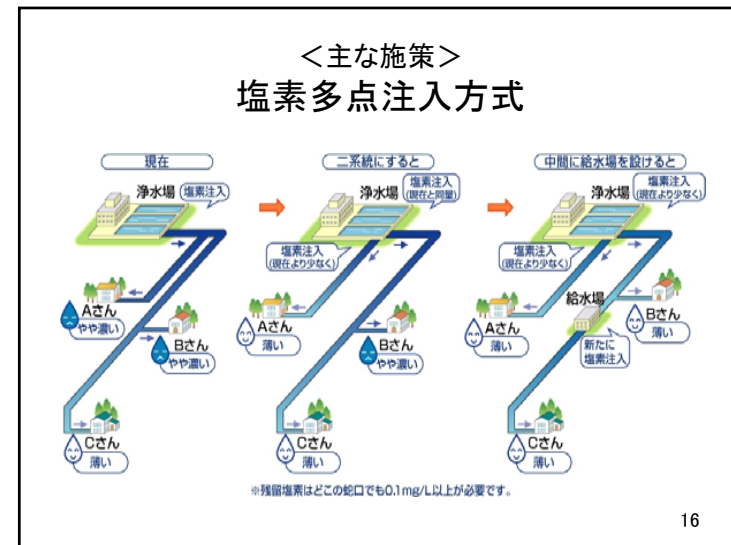 <主な施策>
塩素多点注入方式
現在
浄水場
塩素注入
Aさん
やや濃い
Bさん
やや濃い
Cさん
薄い
二系統にすると
浄水場
塩素注入
(現在と同量)
塩素注入
(現在より少なく)
Aさん
薄い
Bさん
やや濃い
Cさん
薄い
中間に給水場を設けると
浄水場
塩素注入
(現在より少なく)
塩素注入
(現在より少なく)
給水場
Aさん
薄い
Bさん
薄い
新たに
塩素注入
Cさん
薄い
※残留塩素はどこの蛇口でも0.1mg/L以上が必要です。
16